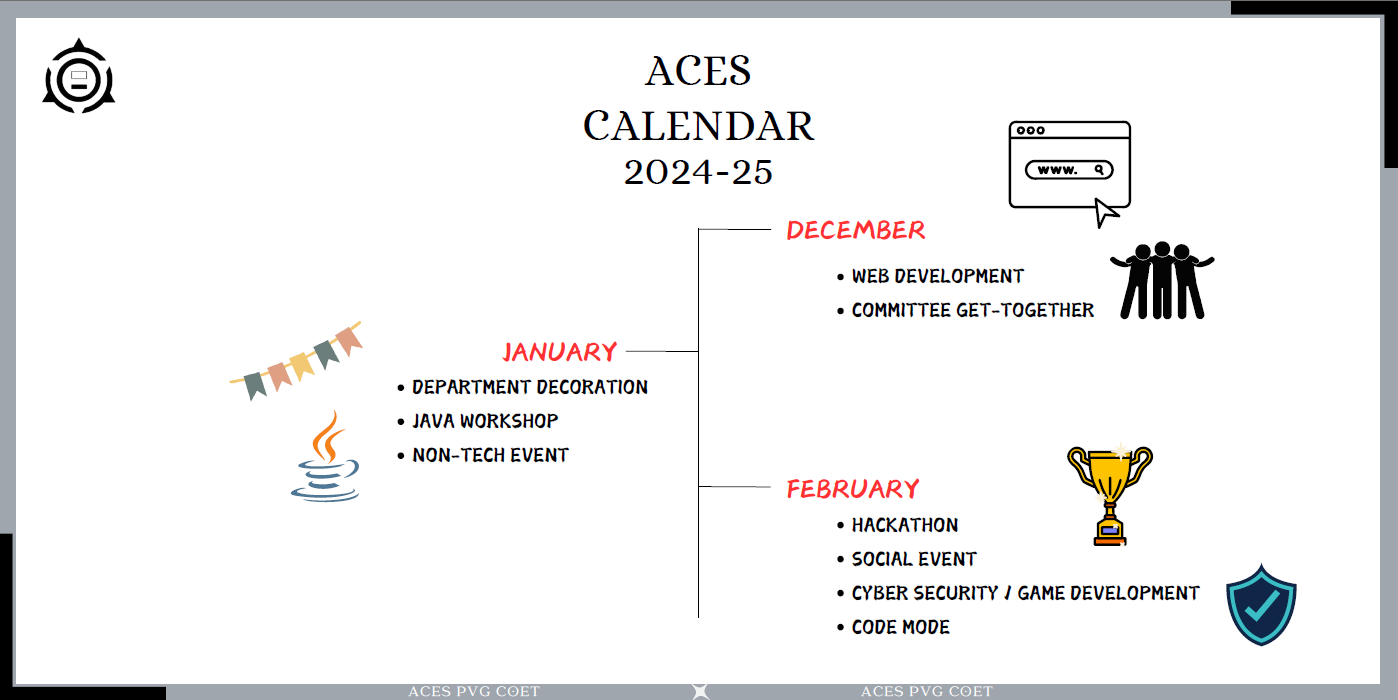 ACES
CALENDAR
2024-25
www.
DECEMBER
• WEB DEVELOPMENT
• COMMITTEE GET-TOGETHER
JANUARY
• DEPARTMENT DECORATION
• JAVA WORKSHOP
• NON-TECH EVENT
FEBRUARY
• HACKATHON
• SOCIAL EVENT
• CYBER SECURITY / GAME DEVELOPMENT
• CODE MODE
ACES PVG COET
ACES PVG COET